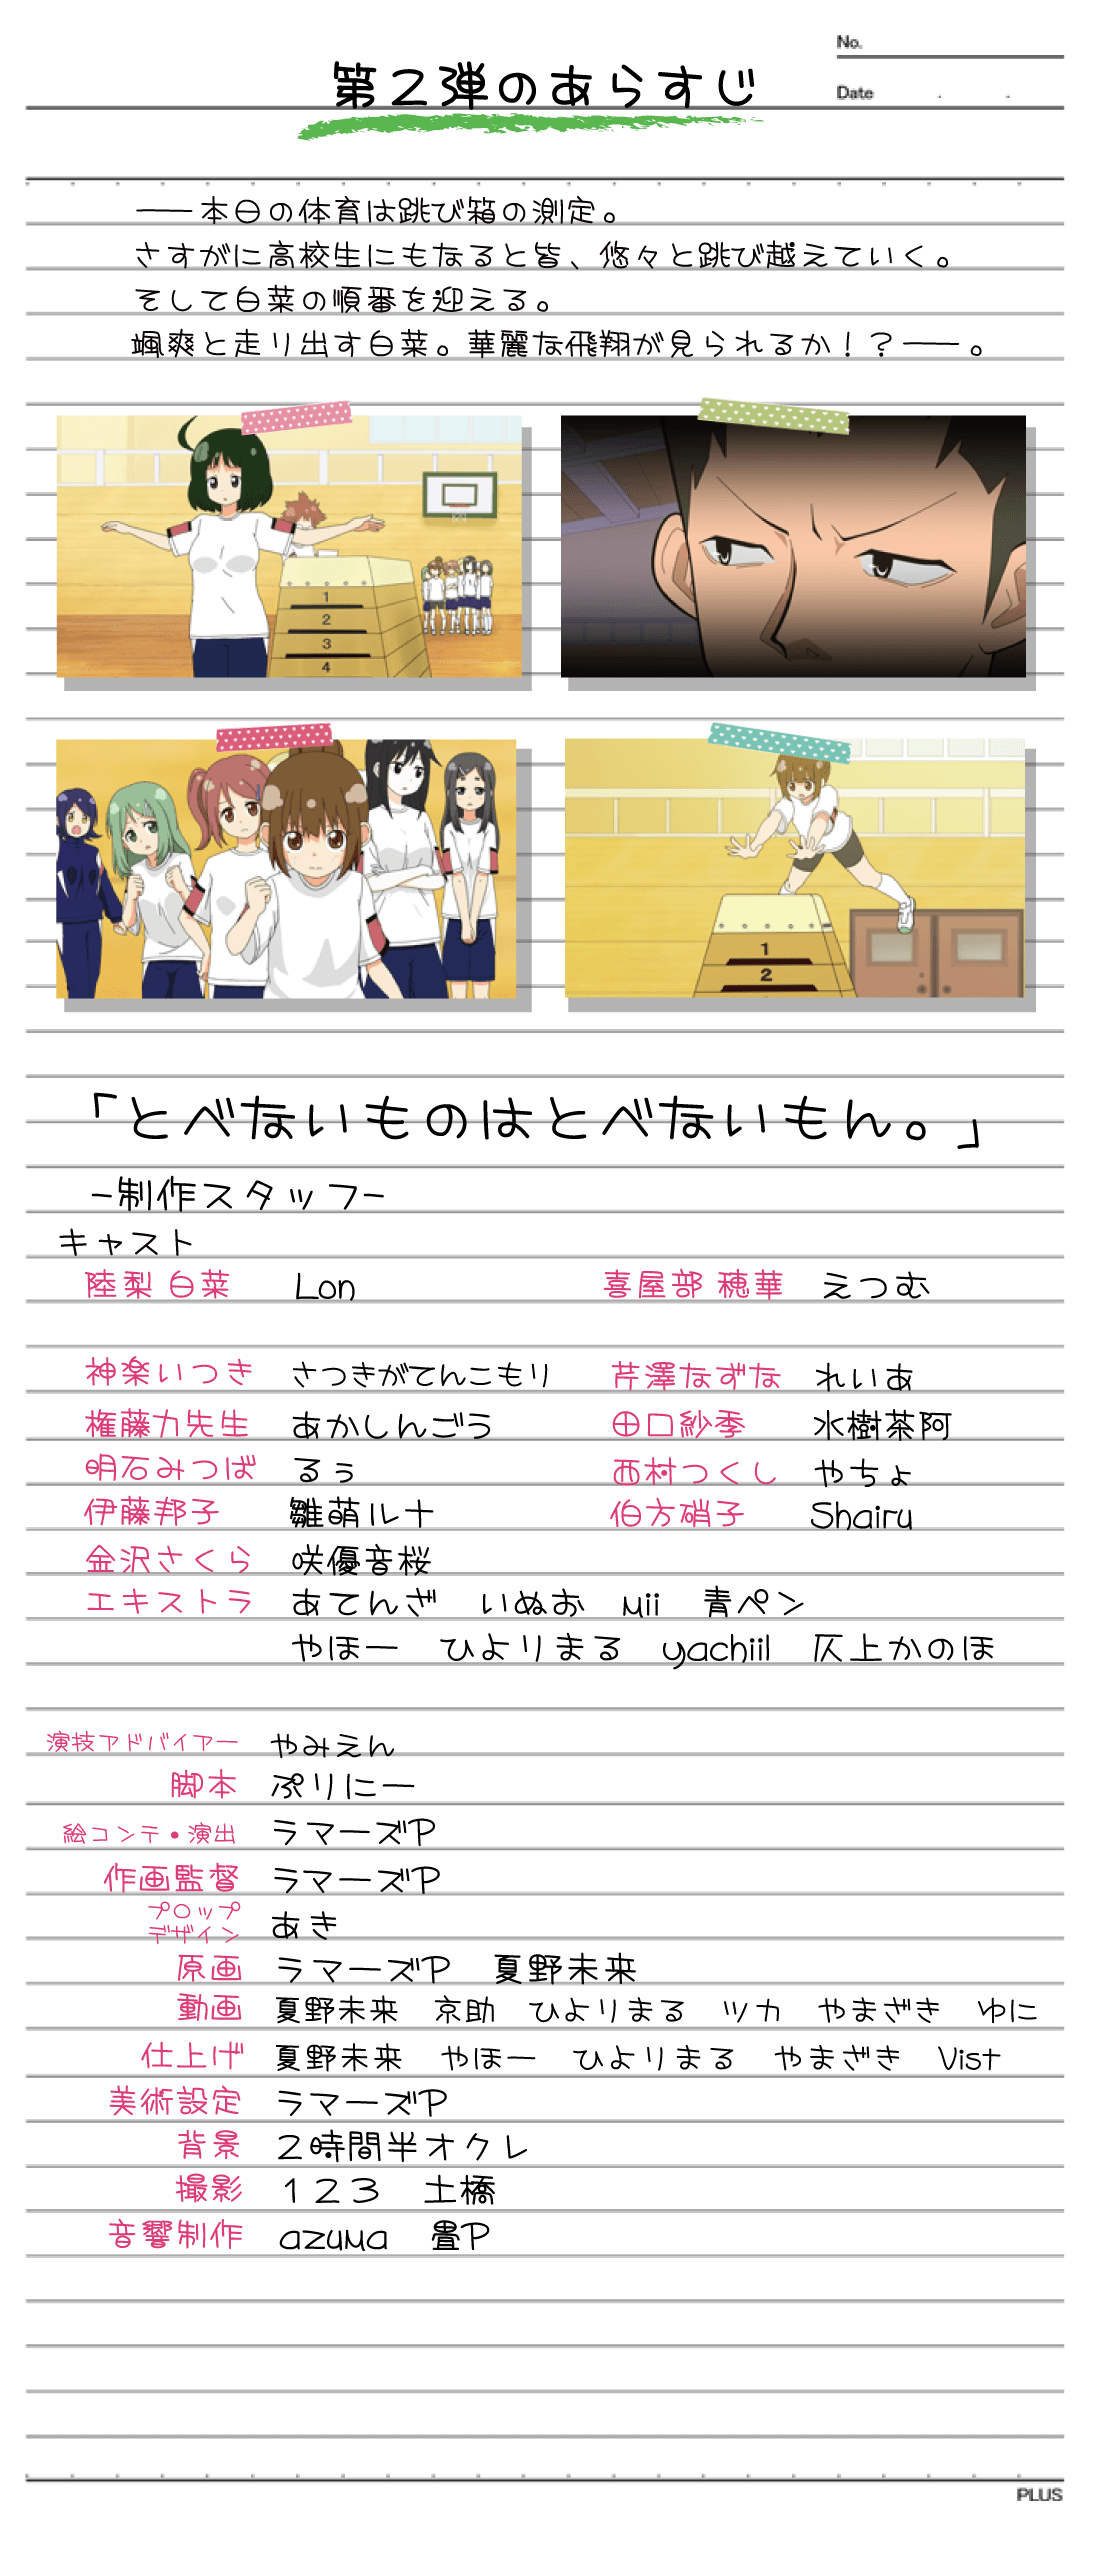 No.
第２弾のあらすじ
Date
――本日の体育は跳び箱の測定。
さすがに高校生にもなると皆、悠々と跳び越えていく。
そして白菜の順番を迎える。
颯爽と走り出す白菜。華麗な飛翔が見られるか！？――。
1
2
3
4
1
2
「とべないものはとべないもん。」
-制作スタッフ-
キャスト
陸梨 白菜 Lon 喜屋部 穂華 えつむ
神楽いつき さつきがてんこもり 芹澤なずな れいあ
権藤力先生 あかしんごう 田口紗季 水樹茶阿
明石みつば るぅ 西村つくし やちょ
伊藤邦子 雛萌ルナ 伯方硝子 Shairu
金沢さくら 咲優音桜
エキストラ あてんざ いぬお Mii 青ペン
やほー ひよりまる yachiil 仄上かのほ
演技アドバイアー やみえん
脚本 ぷりにー
絵コンテ・演出 ラマーズP
作画監督 ラマーズP
プロップ
デザイン あき
原画 ラマーズP 夏野未来
動画 夏野未来 京助 ひよりまる ツカ やまざき ゆに
仕上げ 夏野未来 やほー ひよりまる やまざき Vist
美術設定 ラマーズP
背景 ２時間半オクレ
撮影 １２３ 土橋
音響制作 azuma 畳P
PLUS